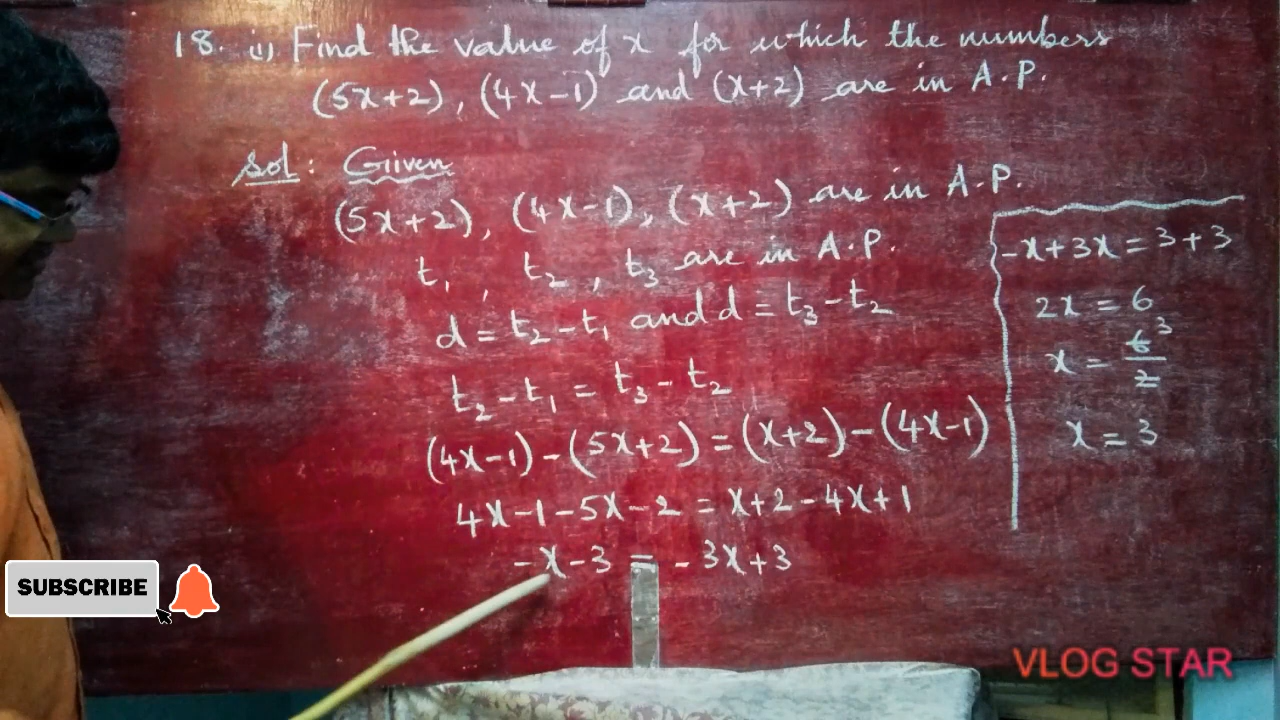 18. i) Find the value of x for which the numbers
(5x+2), (4x-1) and (x+2) are in A.P.
Sol: Given
(5x+2), (4x-1), (x+2) are in A.P.
t₁, t₂, t₃ are in A.P.
d = t₂-t₁ and d = t₃-t₂
t₂-t₁ = t₃-t₂
(4x-1)-(5x+2) = (x+2)-(4x-1)
4x-1-5x-2 = x+2-4x+1
-x-3 = -3x+3
-x+3x = 3+3
2x = 6
x = 6/2 3
x = 3
SUBSCRIBE
VLOG STAR